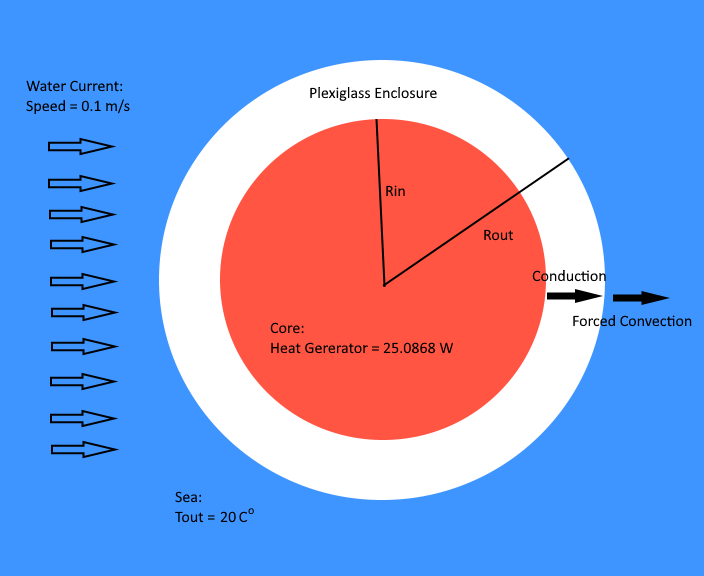 Water Current:
Speed = 0.1 m/s
Plexiglass Enclosure
Rin
Rout
Conduction
Forced Convection
Core:
Heat Gererator = 25.0868 W
Sea:
Tout = 20 C°